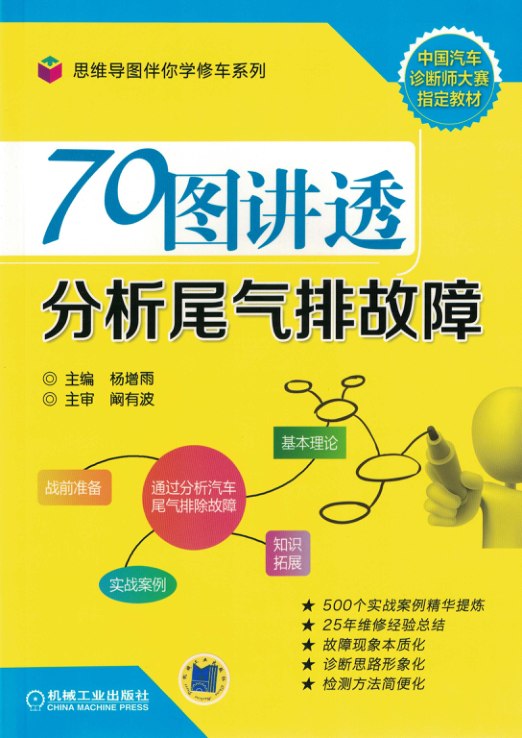 思维导图伴你学修车系列
中国汽车
诊断师大赛
指定教材
70图讲透
分析尾气排故障
◎ 主编 杨增雨
◎ 主审 阚有波
基本理论
战前准备
通过分析汽车
尾气排除故障
知识
拓展
实战案例
★ 500个实战案例精华提炼
★ 25年维修经验总结
★ 故障现象本质化
★ 诊断思路形象化
★ 检测方法简便化
机械工业出版社
CHINA MACHINE PRESS